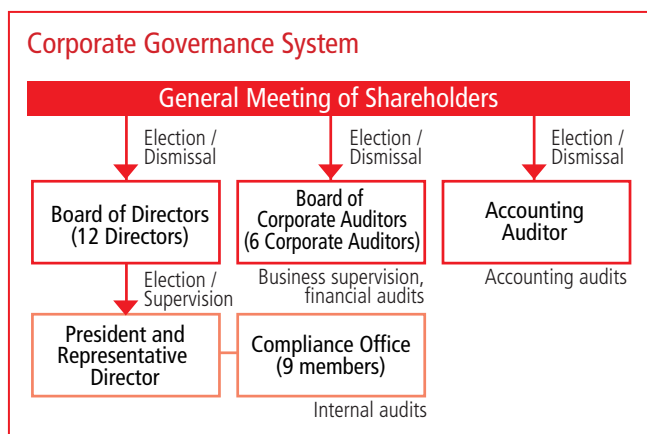 Corporate Governance System
General Meeting of Shareholders
Election /
Dismissal
Election /
Dismissal
Election /
Dismissal
Board of Directors
(12 Directors)
Board of
Corporate Auditors
(6 Corporate Auditors)
Accounting
Auditor
Election /
Supervision
Business supervision,
financial audits
Accounting audits
President and
Representative
Director
Compliance Office
(9 members)
Internal audits